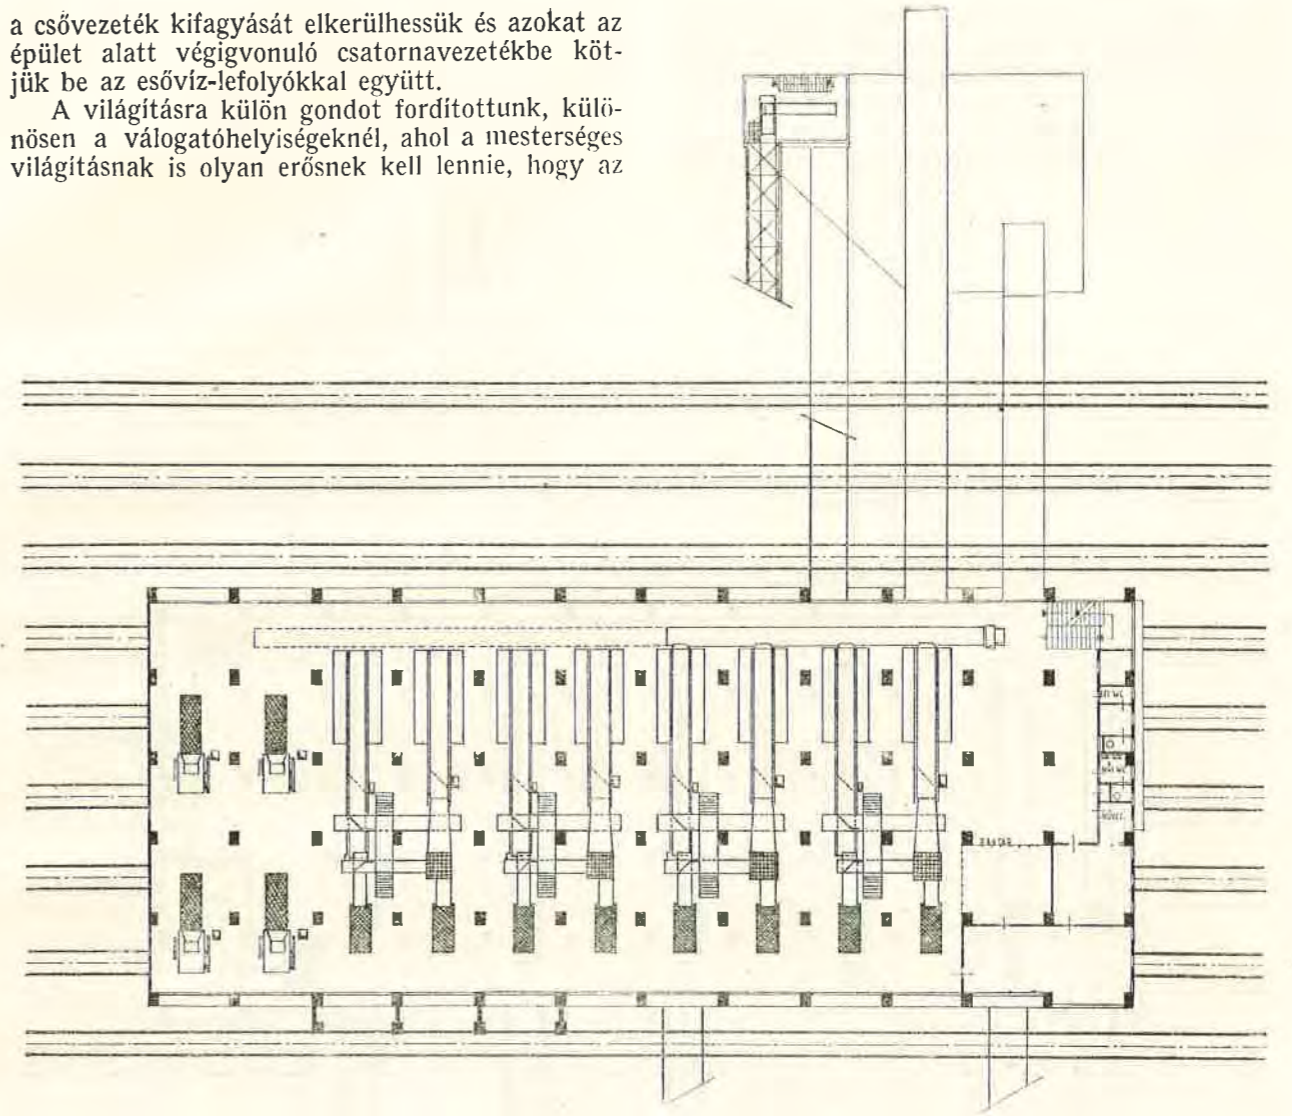 a csővezeték kifagyását elkerülhessük és azokat az
épület alatt végigvonuló csatornavezetékbe köt-
jük be az esővíz-lefolyókkal együtt.
A világításra külön gondot fordítottunk, külö-
nösen a válogatóhelyiségeknél, ahol a mesterséges
világításnak is olyan erősnek kell lennie, hogy az